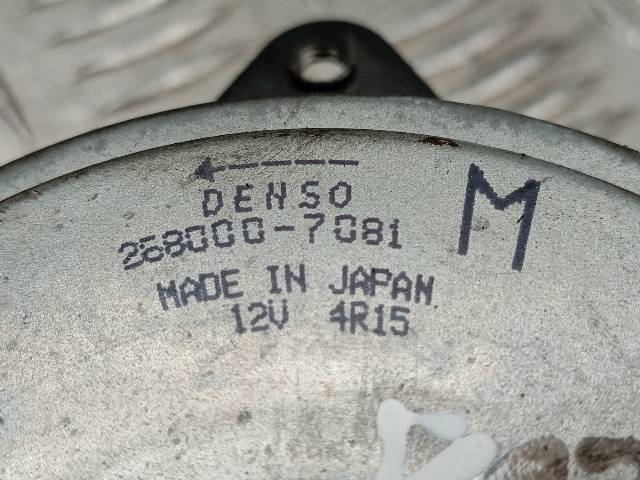 DENSO
268000-7081
MADE IN JAPAN
12V 4R15
M